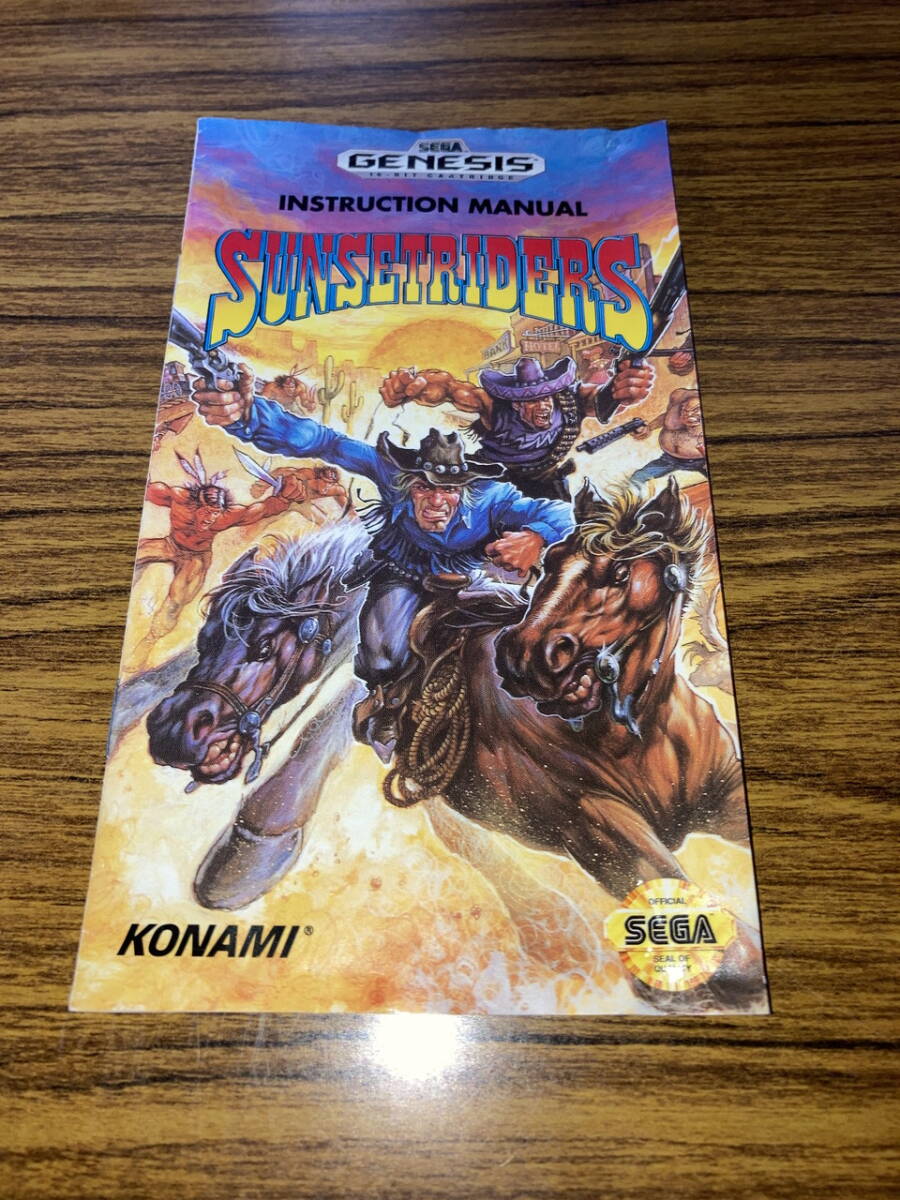 SEGA
GENESIS
16-BIT CARTRIDGE
INSTRUCTION MANUAL
SUNSETRIDERS
BANK
HOTEL
KONAMI®
OFFICIAL
SEGA
SEAL OF
QUALITY